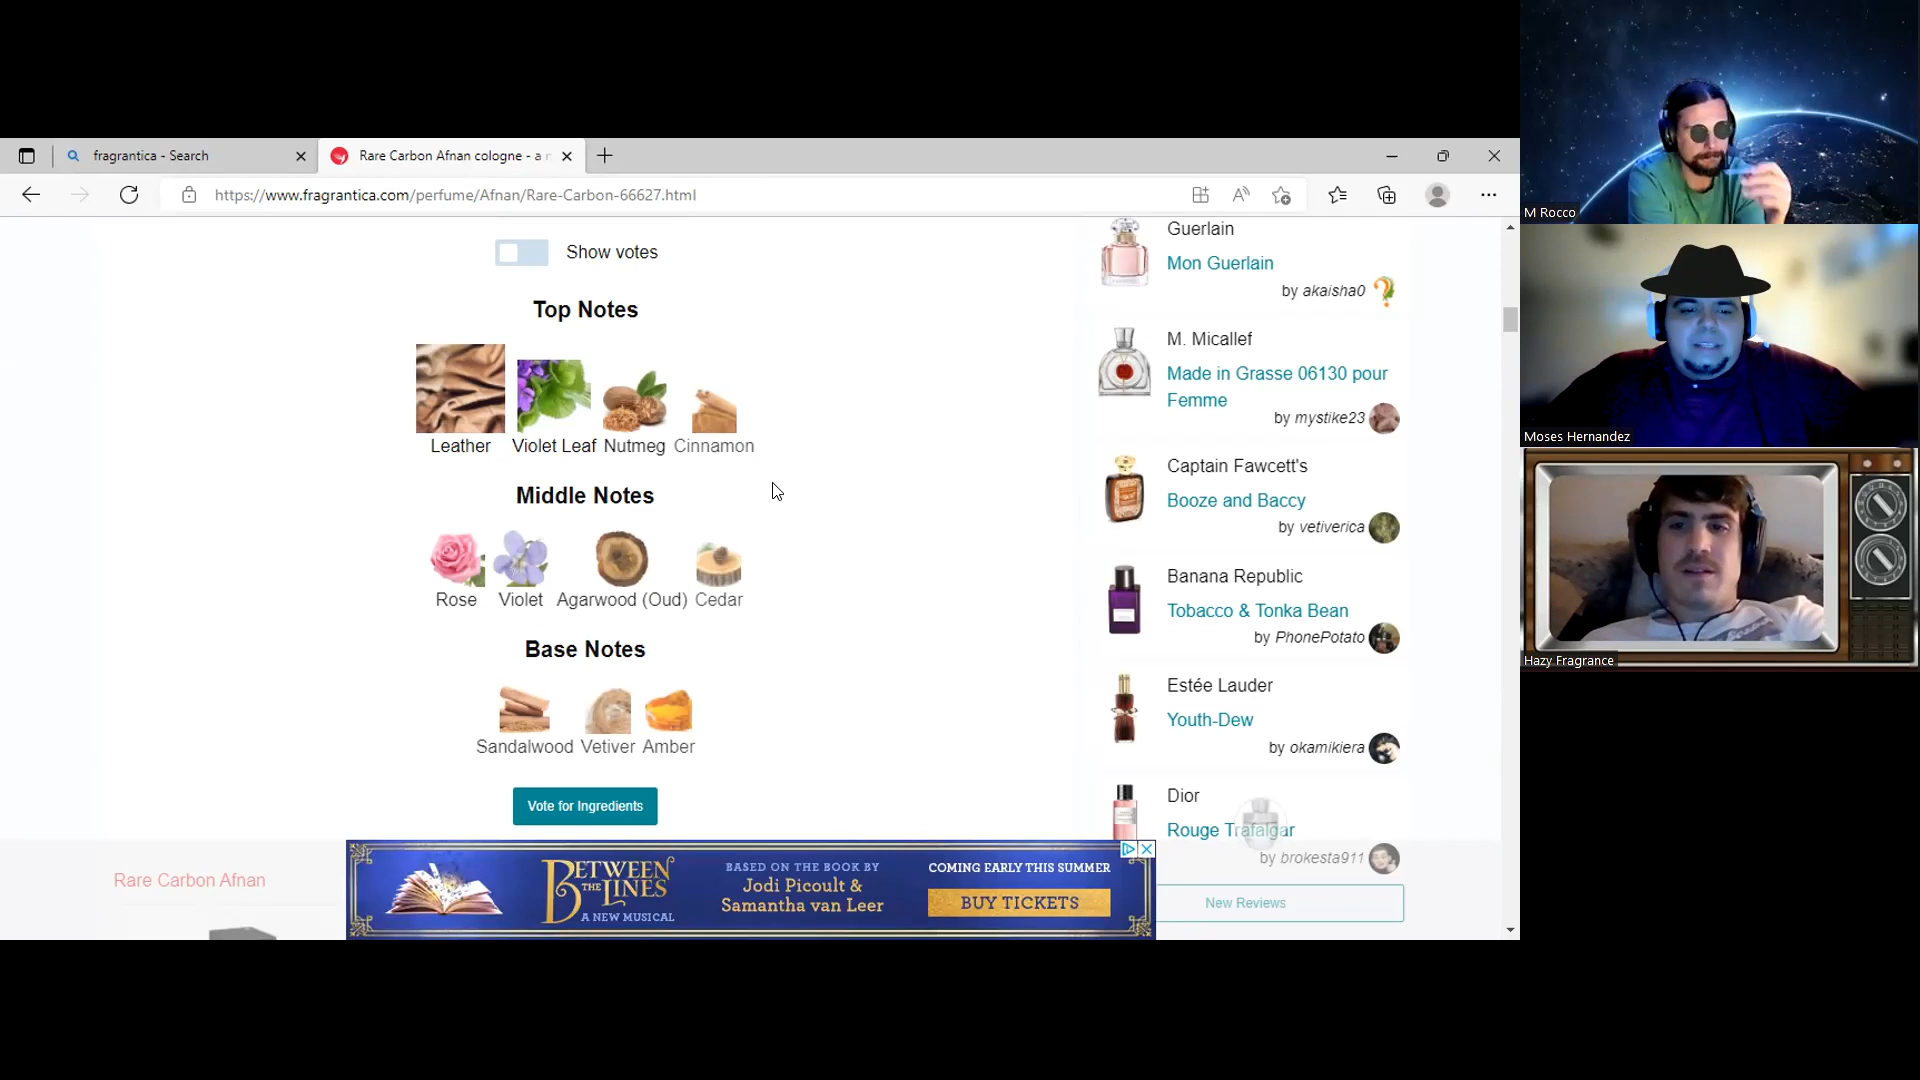 fragrantica - Search
Rare Carbon Afnan cologne - a
https://www.fragrantica.com/perfume/Afnan/Rare-Carbon-66627.html
Show votes
Top Notes
Leather Violet Leaf Nutmeg Cinnamon
Middle Notes
Rose Violet Agarwood (Oud) Cedar
Base Notes
Sandalwood Vetiver Amber
Vote for Ingredients
Rare Carbon Afnan
Guerlain
Mon Guerlain
by akaisha0
M. Micallef
Made in Grasse 06130 pour
Femme
by mystike23
Captain Fawcett's
Booze and Baccy
by vetiverica
Banana Republic
Tobacco & Tonka Bean
by PhonePotato
Estée Lauder
Youth-Dew
by okamikiera
Dior
Rouge Trafalgar
by brokesta911
New Reviews
BETWEEN
THE LINES
A NEW MUSICAL
BASED ON THE BOOK BY
Jodi Picoult &
Samantha van Leer
COMING EARLY THIS SUMMER
BUY TICKETS
M Rocco
Moses Hernandez
Hazy Fragrance